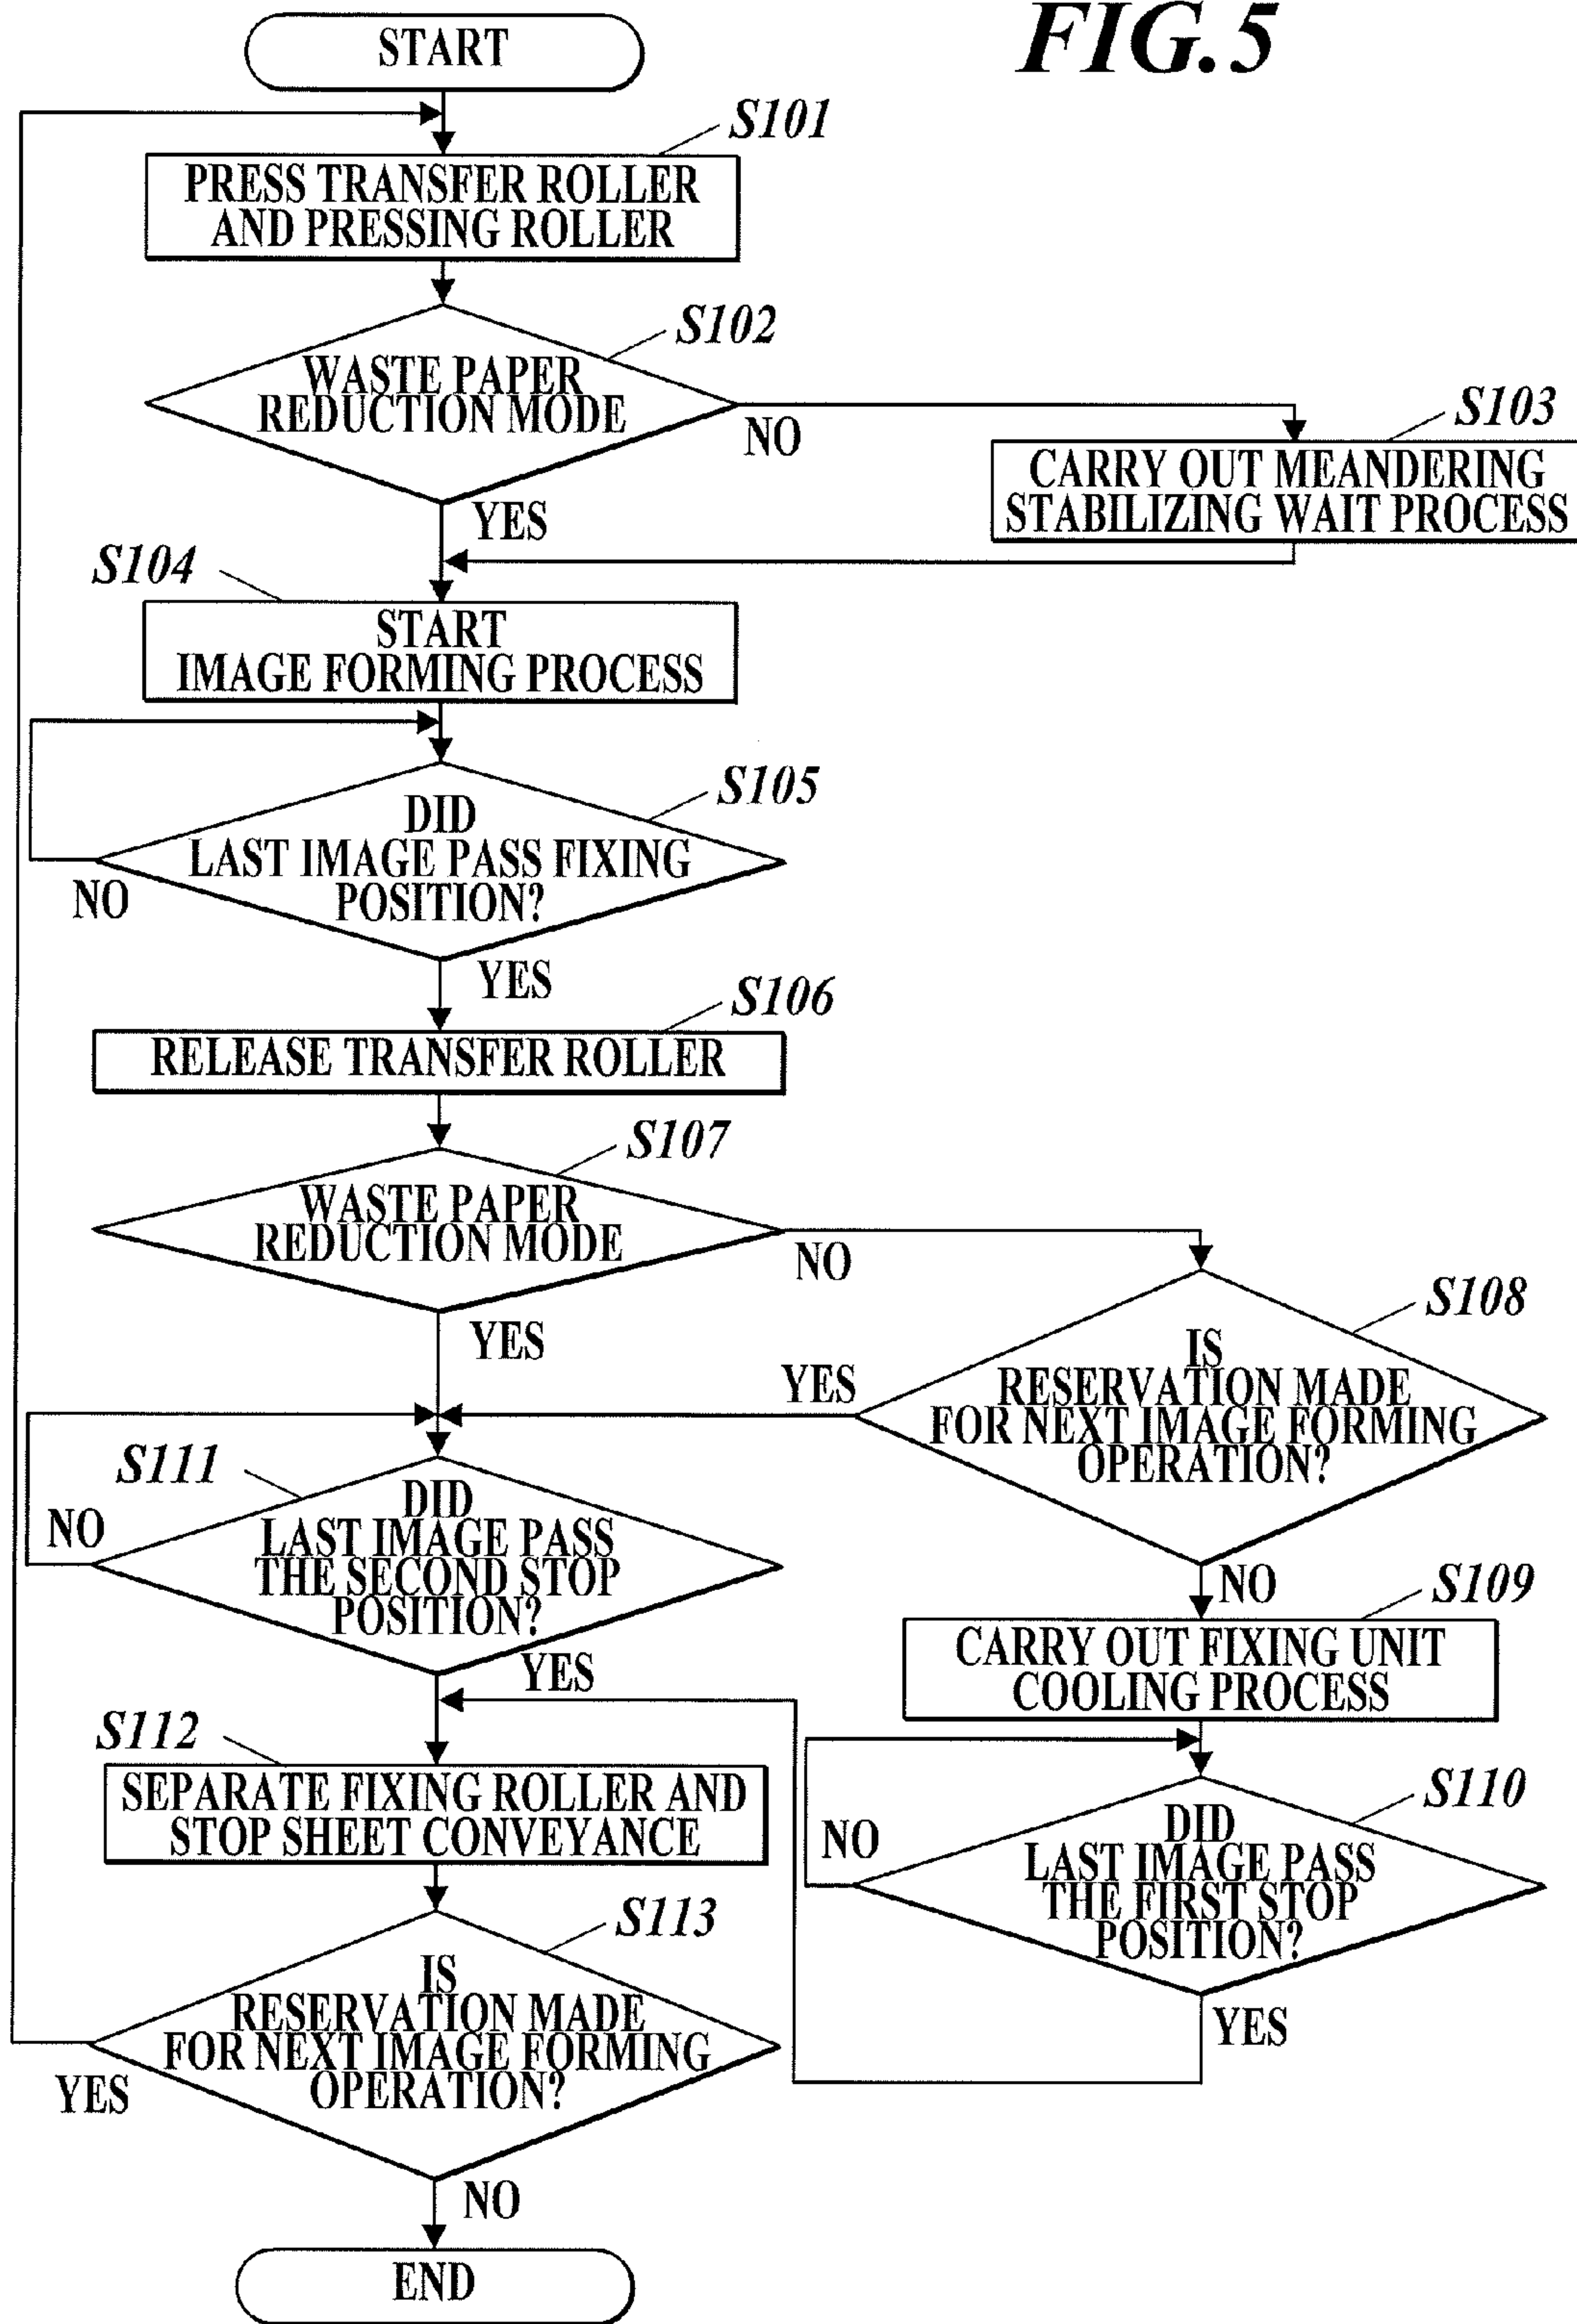 FIG.5
START
S101
PRESS TRANSFER ROLLER
AND PRESSING ROLLER
S102
WASTE PAPER
REDUCTION MODE
NO
YES
S103
CARRY OUT MEANDERING
STABILIZING WAIT PROCESS
S104
START
IMAGE FORMING PROCESS
S105
DID
LAST IMAGE PASS FIXING
POSITION?
NO
YES
S106
RELEASE TRANSFER ROLLER
S107
WASTE PAPER
REDUCTION MODE
NO
YES
S108
IS
RESERVATION MADE
FOR NEXT IMAGE FORMING
OPERATION?
YES
NO
S109
CARRY OUT FIXING UNIT
COOLING PROCESS
S110
DID
LAST IMAGE PASS
THE FIRST STOP
POSITION?
NO
YES
S111
DID
LAST IMAGE PASS
THE SECOND STOP
POSITION?
NO
YES
S112
SEPARATE FIXING ROLLER AND
STOP SHEET CONVEYANCE
S113
IS
RESERVATION MADE
FOR NEXT IMAGE FORMING
OPERATION?
YES
NO
END